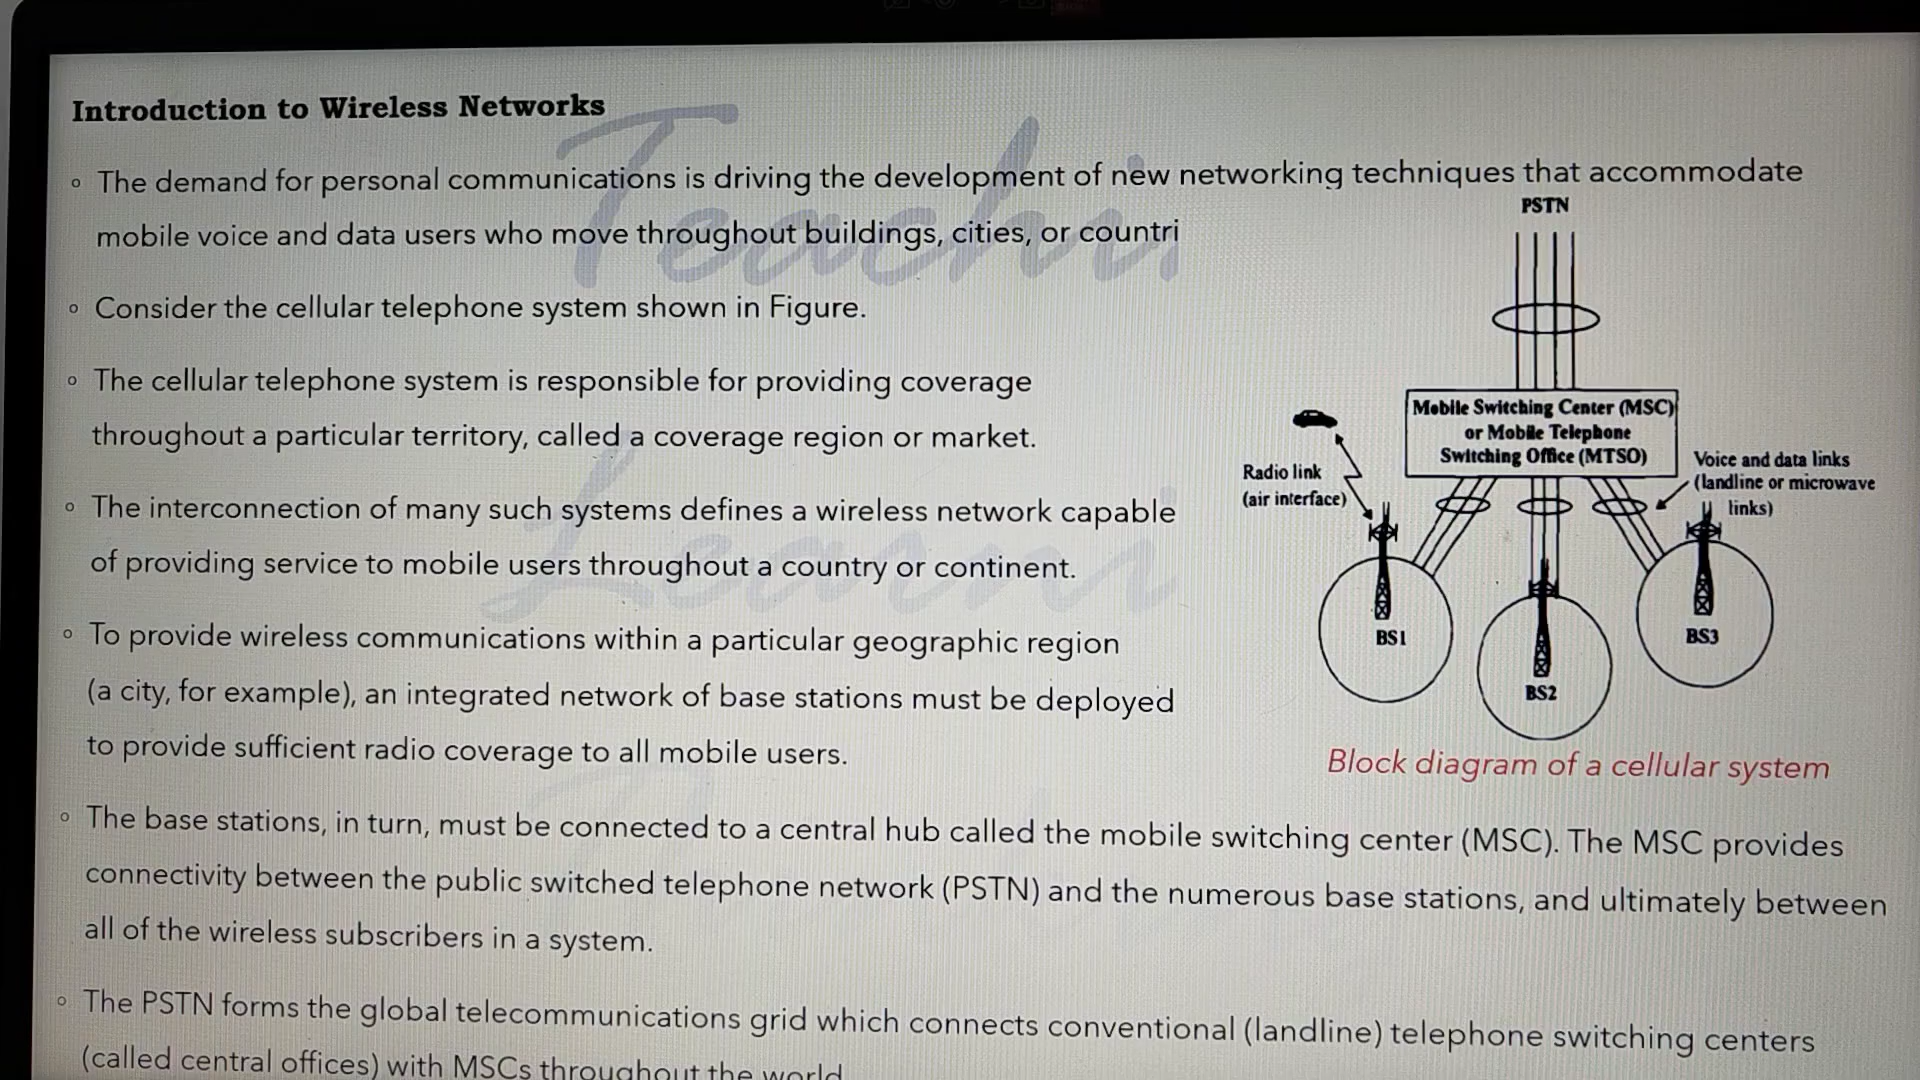 Introduction to Wireless Networks
◦ The demand for personal communications is driving the development of new networking techniques that accommodate
mobile voice and data users who move throughout buildings, cities, or countri
◦ Consider the cellular telephone system shown in Figure.
◦ The cellular telephone system is responsible for providing coverage
throughout a particular territory, called a coverage region or market.
◦ The interconnection of many such systems defines a wireless network capable
of providing service to mobile users throughout a country or continent.
◦ To provide wireless communications within a particular geographic region
(a city, for example), an integrated network of base stations must be deployed
to provide sufficient radio coverage to all mobile users.
PSTN
Mobile Switching Center (MSC)
or Mobile Telephone
Switching Office (MTSO)
Radio link
(air interface)
Voice and data links
(landline or microwave
links)
BS1
BS2
BS3
Block diagram of a cellular system
◦ The base stations, in turn, must be connected to a central hub called the mobile switching center (MSC). The MSC provides
connectivity between the public switched telephone network (PSTN) and the numerous base stations, and ultimately between
all of the wireless subscribers in a system.
◦ The PSTN forms the global telecommunications grid which connects conventional (landline) telephone switching centers
(called central offices) with MSCs throughout the world
Teachi
Learni